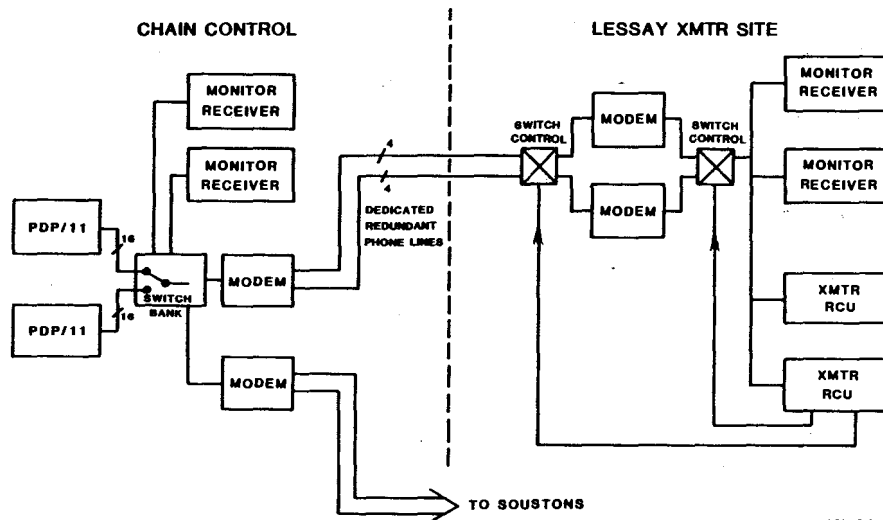 CHAIN CONTROL
LESSAY XMTR SITE
MONITOR
RECEIVER
MONITOR
RECEIVER
PDP/11
16
SWITCH
BANK
PDP/11
16
MODEM
MODEM
4
4
DEDICATED
REDUNDANT
PHONE LINES
SWITCH
CONTROL
MODEM
MODEM
SWITCH
CONTROL
MONITOR
RECEIVER
MONITOR
RECEIVER
XMTR
RCU
XMTR
RCU
TO SOUSTONS